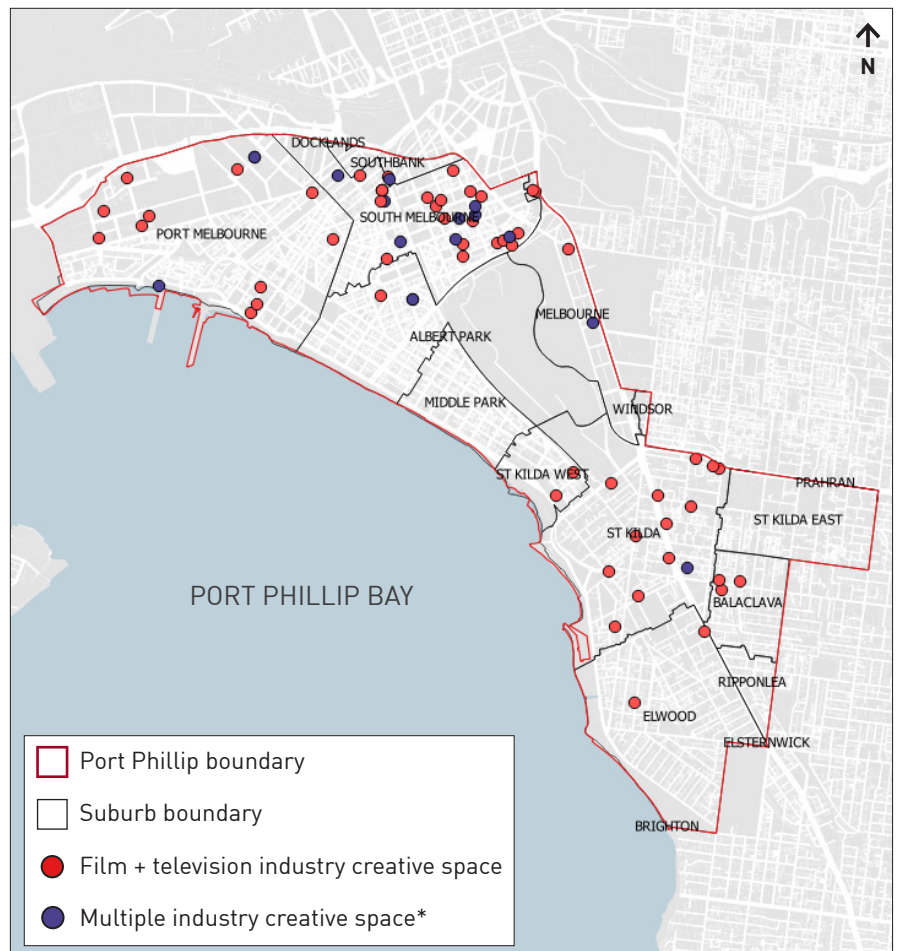 N
DOCKLANDS
SOUTHBANK
SOUTH MELBOURNE
PORT MELBOURNE
MELBOURNE
ALBERT PARK
MIDDLE PARK
WINDSOR
ST KILDA WEST
PRAHRAN
ST KILDA EAST
ST KILDA
PORT PHILLIP BAY
BALACLAVA
RIPPONLEA
ELWOOD
ELSTERNWICK
BRIGHTON
Port Phillip boundary
Suburb boundary
Film + television industry creative space
Multiple industry creative space*